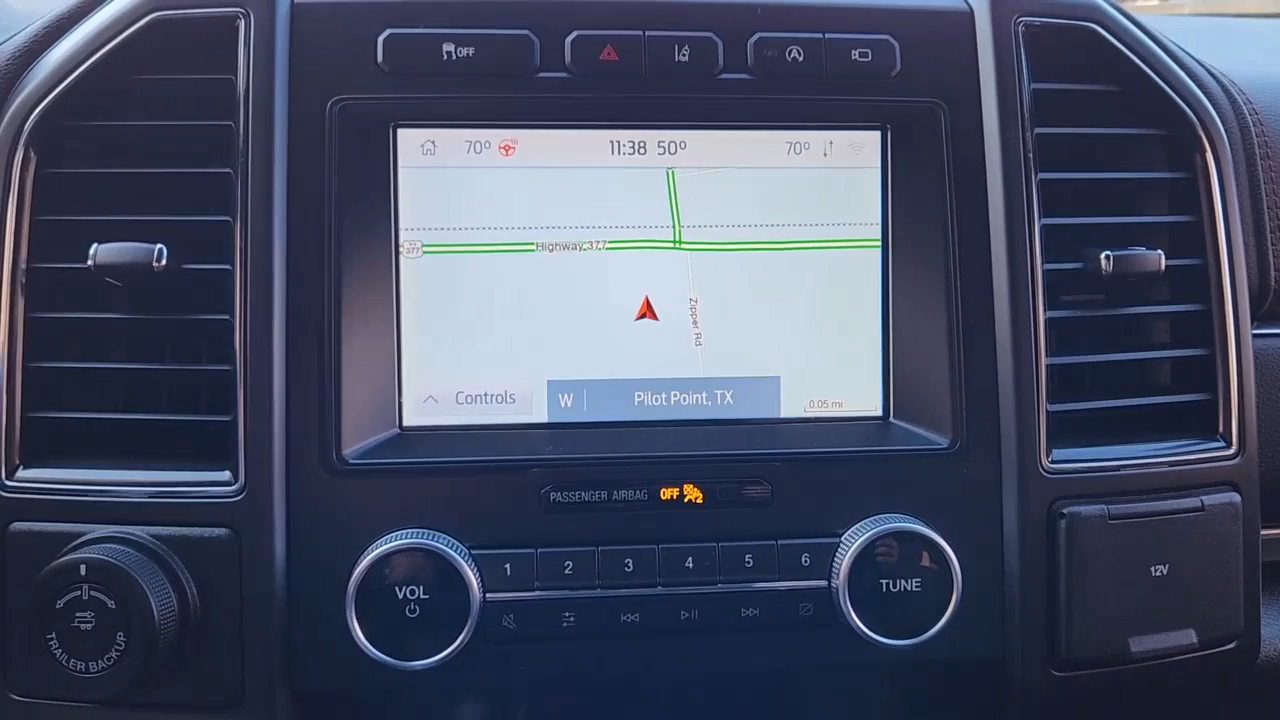 OFF
A
70°
11:38 50°
70°
377
Highway 377
Zipper Rd
Controls
W
Pilot Point, TX
0.05 mi
PASSENGER AIRBAG OFF 2
VOL
1 2 3 4 5 6
TUNE
12V
TRAILER BACKUP